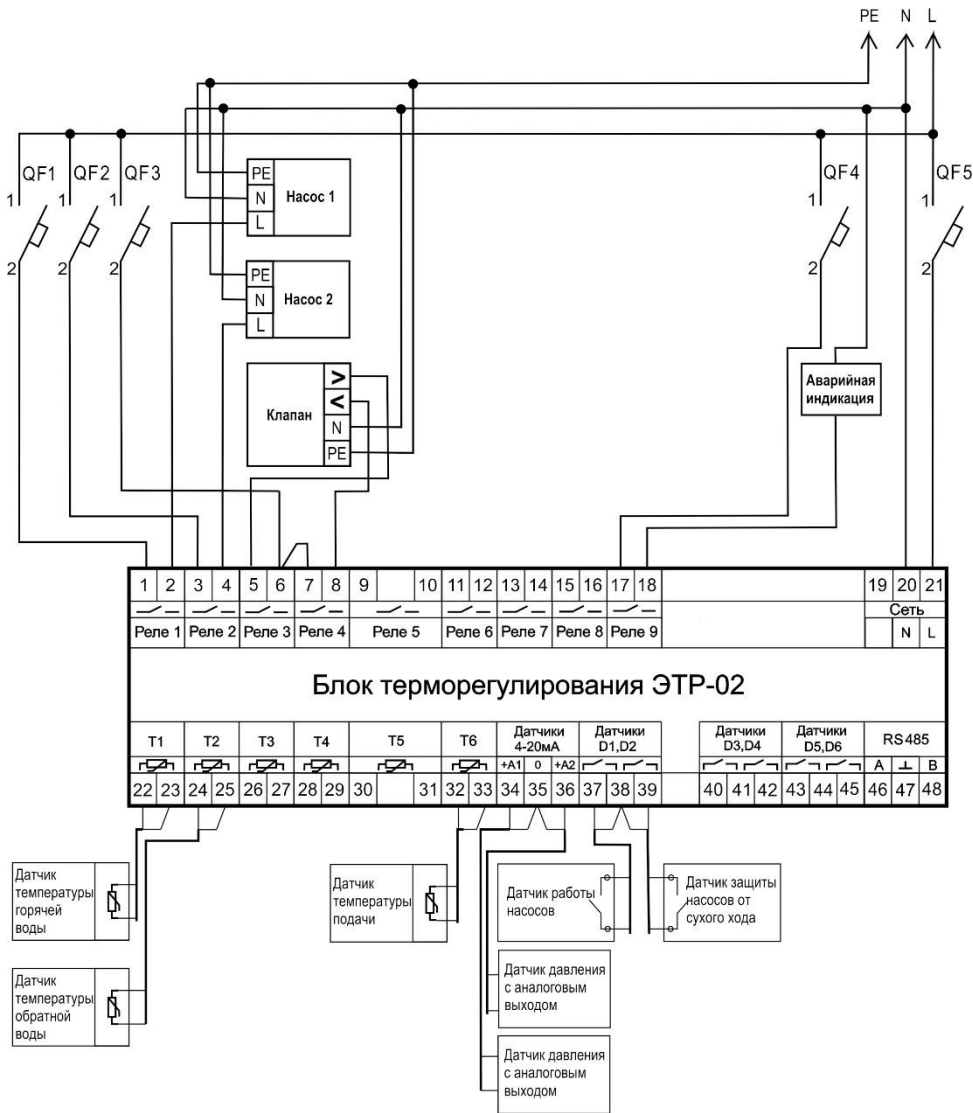 PE N L
QF1 QF2 QF3 QF4 QF5
1 1 1 1 1
2 2 2 2 2
PE
N Насос 1
L
PE
N Насос 2
L
>
<
Клапан
N
PE
Аварийная
индикация
1 2 3 4 5 6 7 8 9 10 11 12 13 14 15 16 17 18 19 20 21
Сеть
Реле 1 Реле 2 Реле 3 Реле 4 Реле 5 Реле 6 Реле 7 Реле 8 Реле 9 N L
Блок терморегулирования ЭТР-02
T1 T2 T3 T4 T5 T6
Датчики
4-20мА
Датчики
D1,D2
Датчики
D3,D4
Датчики
D5,D6
RS485
+A1 0 +A2 A ⊥ B
22 23 24 25 26 27 28 29 30 31 32 33 34 35 36 37 38 39 40 41 42 43 44 45 46 47 48
Датчик
температуры
горячей
воды
Датчик
температуры
обратной
воды
Датчик
температуры
подачи
Датчик работы
насосов
Датчик защиты
насосов от
сухого хода
Датчик давления
с аналоговым
выходом
Датчик давления
с аналоговым
выходом